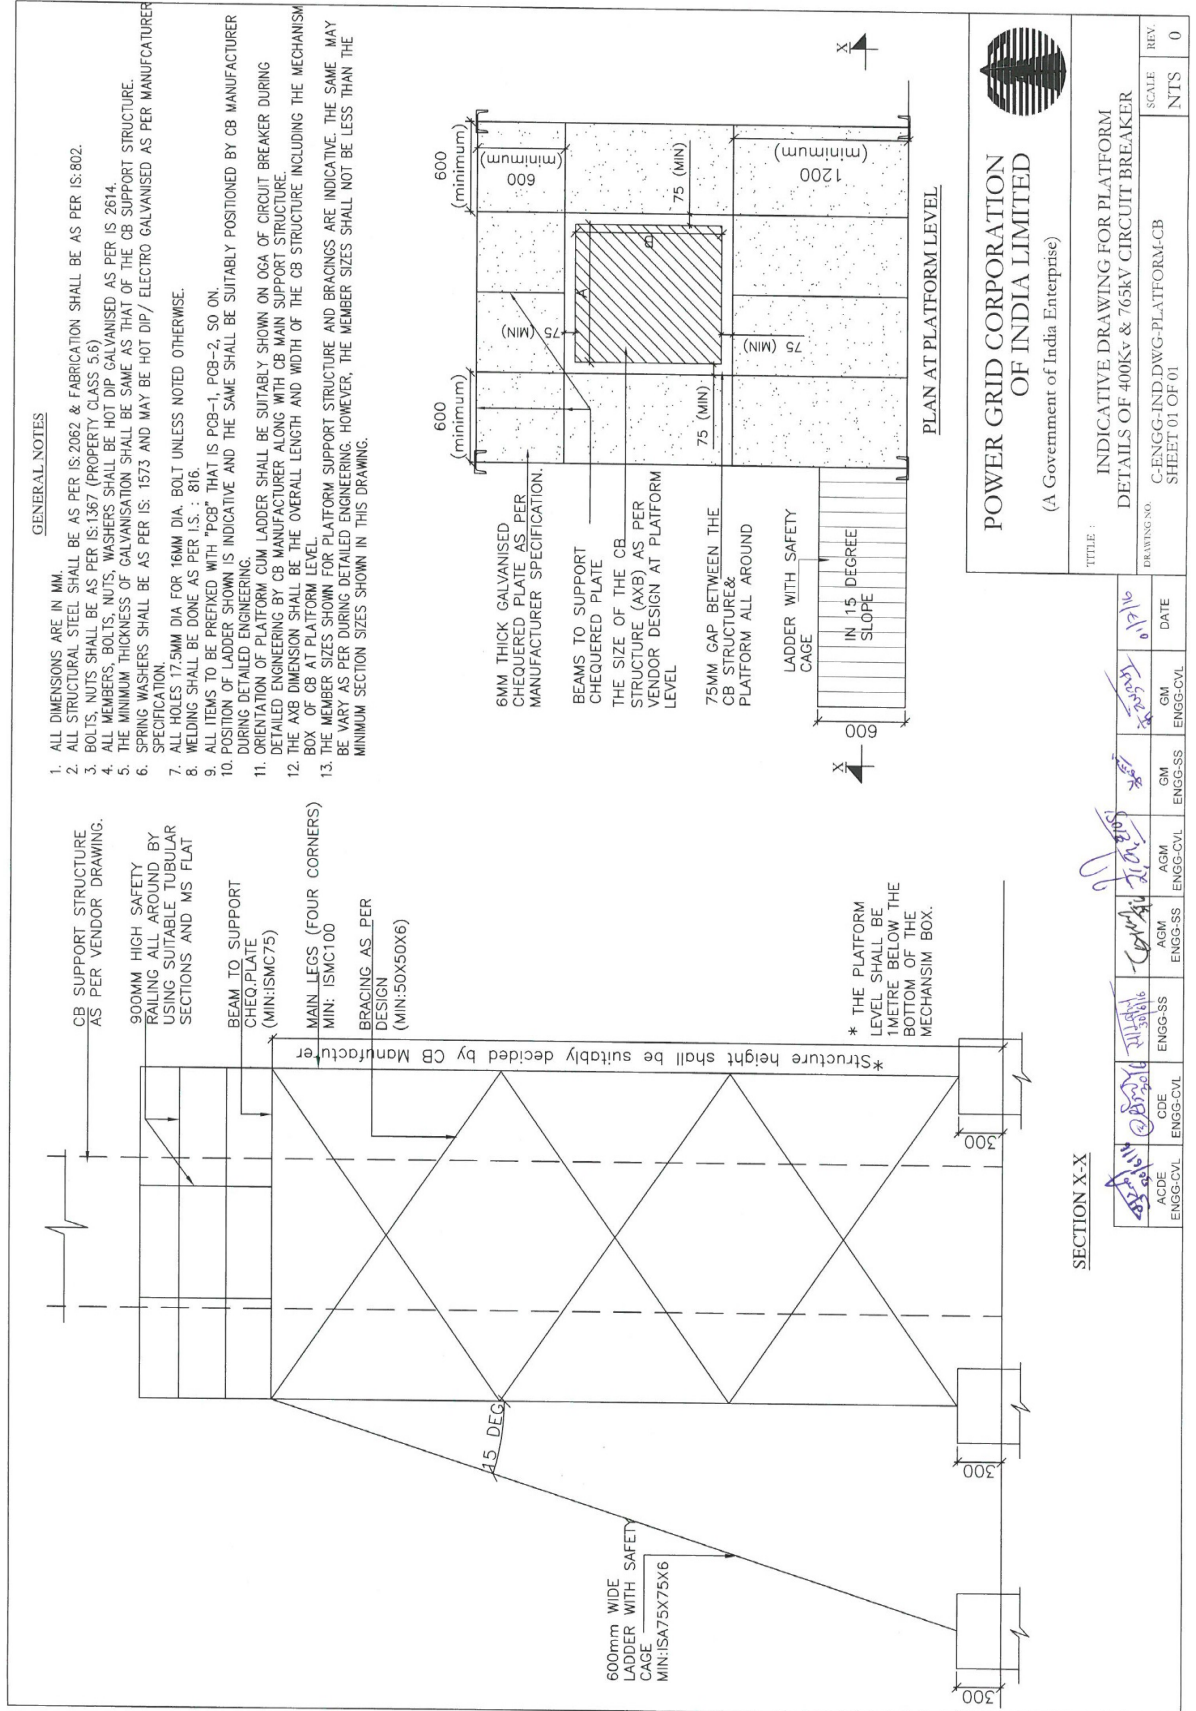 GENERAL NOTES
1. ALL DIMENSIONS ARE IN MM.
2. ALL STRUCTURAL STEEL SHALL BE AS PER IS:2062 & FABRICATION SHALL BE AS PER IS:802.
3. BOLTS, NUTS SHALL BE AS PER IS:1367 (PROPERTY CLASS 5.6)
4. ALL MEMBERS, BOLTS, NUTS, WASHERS SHALL BE HOT DIP GALVANISED AS PER IS 2614.
5. THE MINIMUM THICKNESS OF GALVANISATION SHALL BE SAME AS THAT OF THE CB SUPPORT STRUCTURE.
6. SPRING WASHERS SHALL BE AS PER IS: 1573 AND MAY BE HOT DIP/ ELECTRO GALVANISED AS PER MANUFCATURER
SPECIFICATION.
7. ALL HOLES 17.5MM DIA FOR 16MM DIA. BOLT UNLESS NOTED OTHERWISE.
8. WELDING SHALL BE DONE AS PER I.S. : 816.
9. ALL ITEMS TO BE PREFIXED WITH "PCB" THAT IS PCB-1, PCB-2, SO ON.
10. POSITION OF LADDER SHOWN IS INDICATIVE AND THE SAME SHALL BE SUITABLY POSITIONED BY CB MANUFACTURER
DURING DETAILED ENGINEERING.
11. ORIENTATION OF PLATFORM CUM LADDER SHALL BE SUITABLY SHOWN ON OGA OF CIRCUIT BREAKER DURING
DETAILED ENGINEERING BY CB MANUFACTURER ALONG WITH CB MAIN SUPPORT STRUCTURE.
12. THE AXB DIMENSION SHALL BE THE OVERALL LENGTH AND WIDTH OF THE CB STRUCTURE INCLUDING THE MECHANISM
BOX OF CB AT PLATFORM LEVEL.
13. THE MEMBER SIZES SHOWN FOR PLATFORM SUPPORT STRUCTURE AND BRACINGS ARE INDICATIVE. THE SAME MAY
BE VARY AS PER DURING DETAILED ENGINEERING. HOWEVER, THE MEMBER SIZES SHALL NOT BE LESS THAN THE
MINIMUM SECTION SIZES SHOWN IN THIS DRAWING.
CB SUPPORT STRUCTURE
AS PER VENDOR DRAWING.
900MM HIGH SAFETY
RAILING ALL AROUND BY
USING SUITABLE TUBULAR
SECTIONS AND MS FLAT
BEAM TO SUPPORT
CHEQ.PLATE
(MIN:ISMC75)
MAIN LEGS (FOUR CORNERS)
MIN: ISMC100
BRACING AS PER
DESIGN
(MIN:50X50X6)
*Structure height shall be suitably decided by CB Manufacturer
* THE PLATFORM
LEVEL SHALL BE
1METRE BELOW THE
BOTTOM OF THE
MECHANSIM BOX.
15 DEG
600mm WIDE
LADDER WITH SAFETY
CAGE
MIN:ISA75X75X6
300
300
300
SECTION X-X
600
(minimum)
600
(minimum)
600
(minimum)
1200
(minimum)
75 (MIN)
75 (MIN)
75 (MIN)
75 (MIN)
A
B
X
X
600
6MM THICK GALVANISED
CHEQUERED PLATE AS PER
MANUFACTURER SPECIFICATION.
BEAMS TO SUPPORT
CHEQUERED PLATE
THE SIZE OF THE CB
STRUCTURE (AXB) AS PER
VENDOR DESIGN AT PLATFORM
LEVEL
75MM GAP BETWEEN THE
CB STRUCTURE&
PLATFORM ALL AROUND
LADDER WITH SAFETY
CAGE
IN 15 DEGREE
SLOPE
PLAN AT PLATFORM LEVEL
POWER GRID CORPORATION
OF INDIA LIMITED
(A Government of India Enterprise)
TITLE :
INDICATIVE DRAWING FOR PLATFORM
DETAILS OF 400Kv & 765kV CIRCUIT BREAKER
DRAWING NO.
C-ENGG-IND.DWG-PLATFORM-CB
SHEET 01 OF 01
SCALE
NTS
REV.
0
30/6/16
30/6
30/6/16
01/7/16
ACDE
ENGG-CVL
CDE
ENGG-CVL
ENGG-SS
AGM
ENGG-SS
AGM
ENGG-CVL
GM
ENGG-SS
GM
ENGG-CVL
DATE